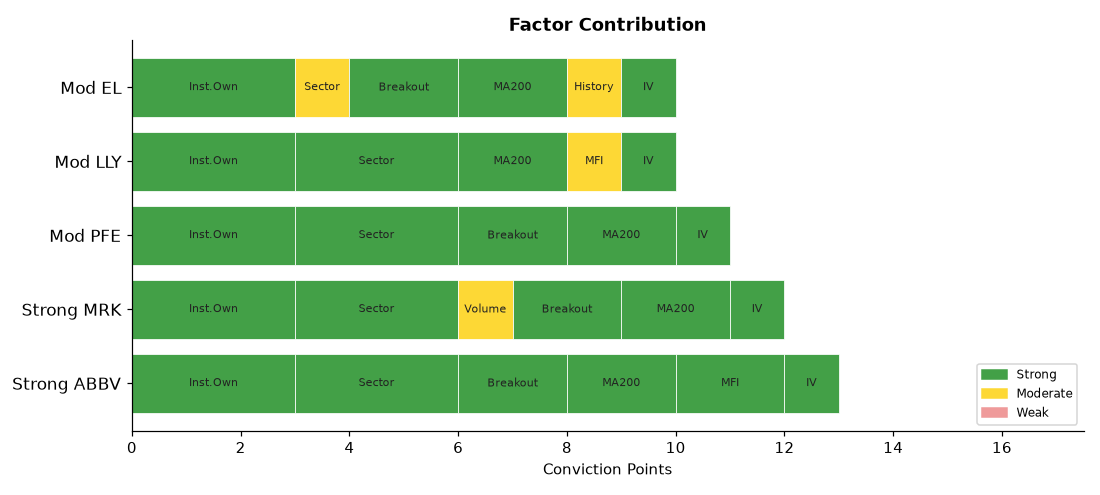 Factor Contribution
Mod EL Inst.Own Sector Breakout MA200 History IV
Mod LLY Inst.Own Sector MA200 MFI IV
Mod PFE Inst.Own Sector Breakout MA200 IV
Strong MRK Inst.Own Sector Volume Breakout MA200 IV
Strong ABBV Inst.Own Sector Breakout MA200 MFI IV
Strong
Moderate
Weak
0 2 4 6 8 10 12 14 16
Conviction Points